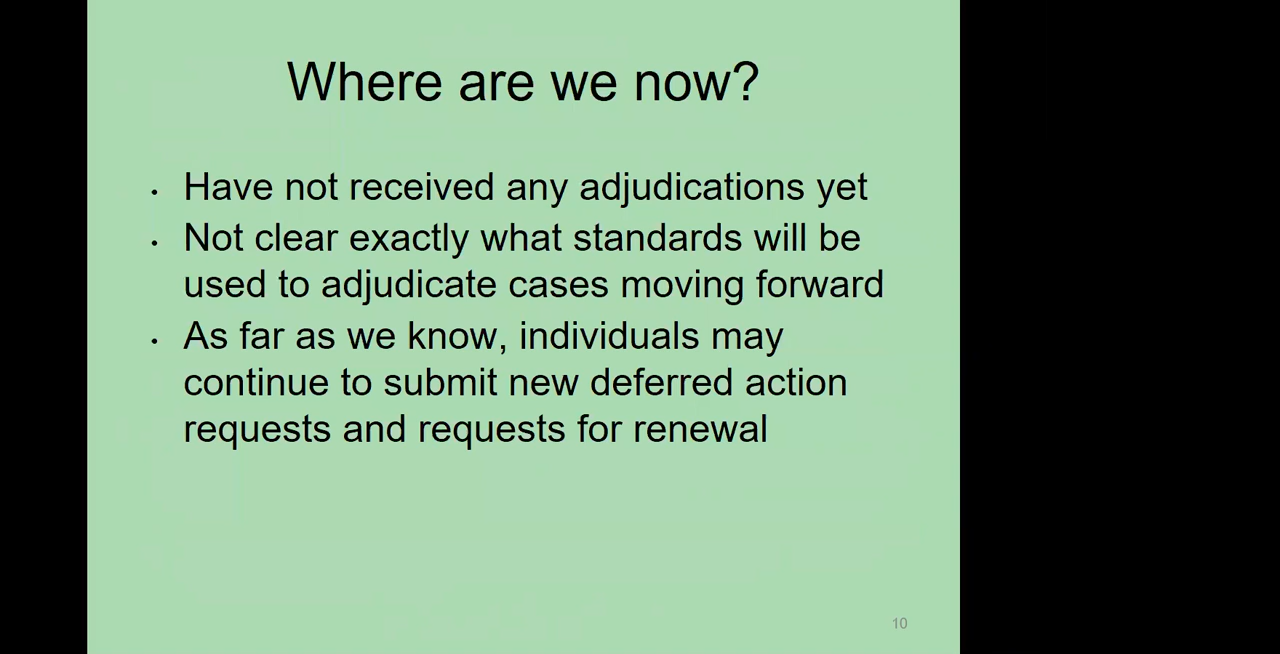 Where are we now?
• Have not received any adjudications yet
• Not clear exactly what standards will be
used to adjudicate cases moving forward
• As far as we know, individuals may
continue to submit new deferred action
requests and requests for renewal
10